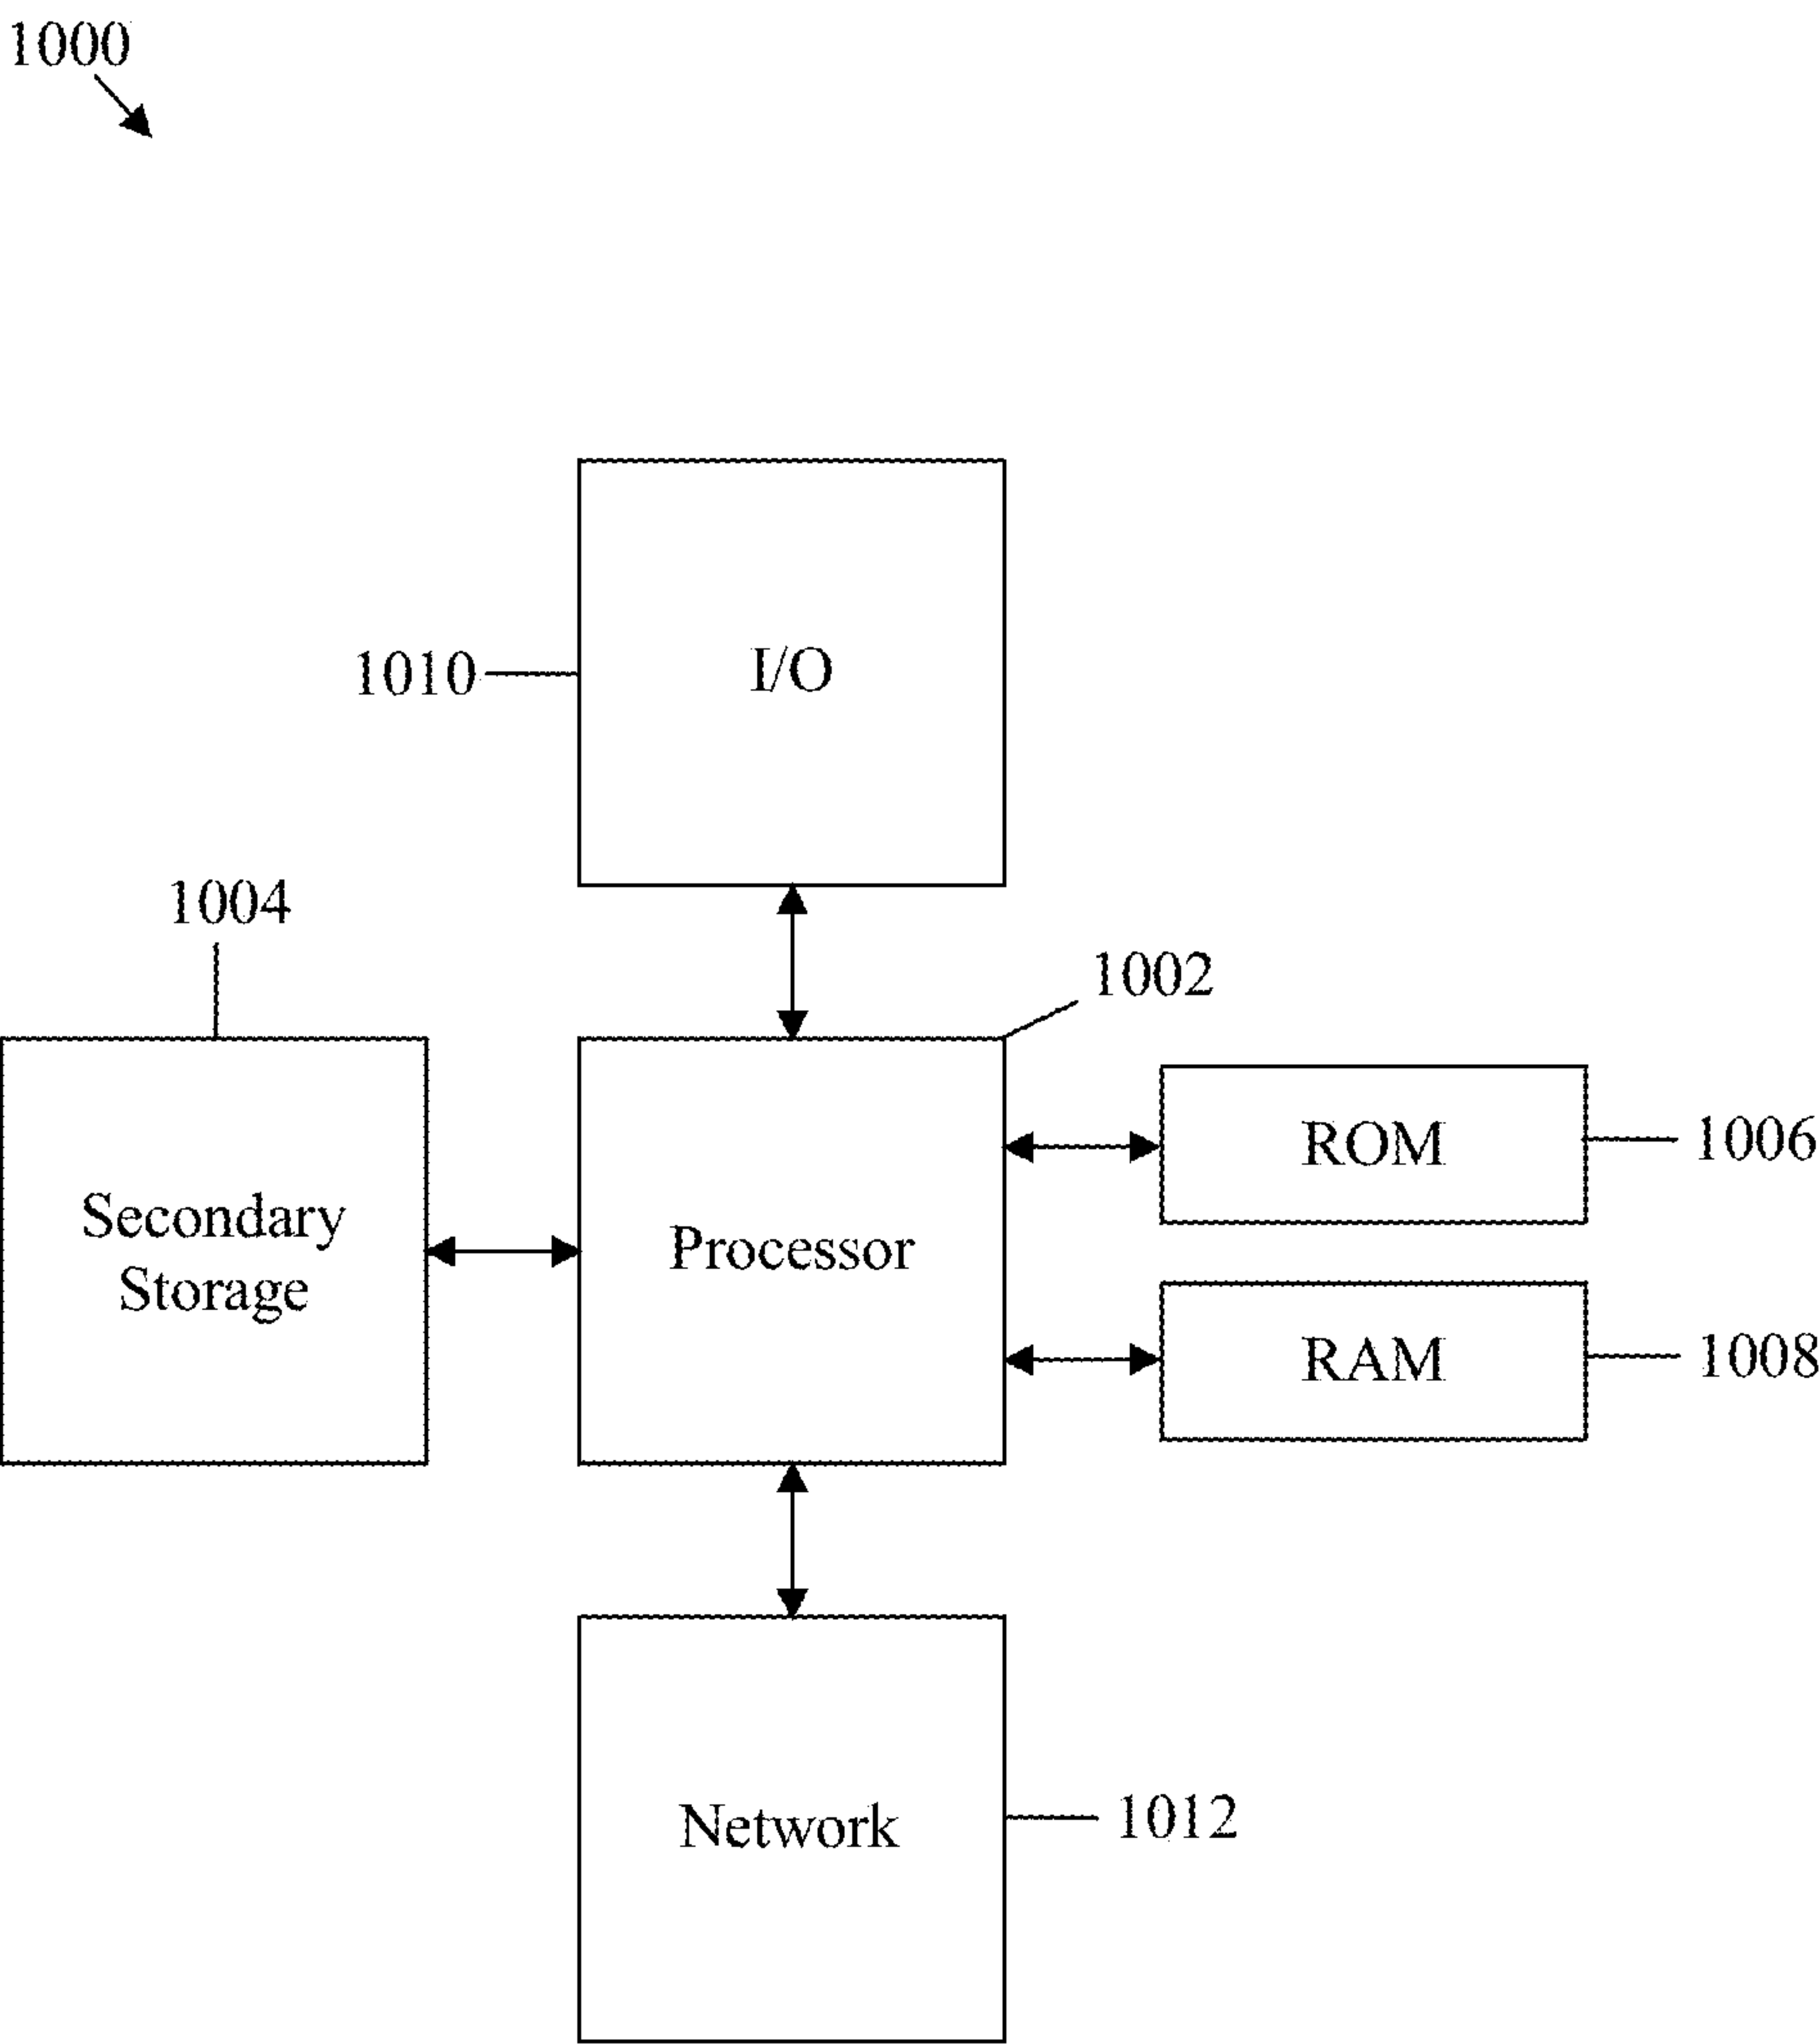 1000
I/O
1010
1004
1002
ROM
1006
Secondary
Storage
Processor
RAM
1008
Network
1012